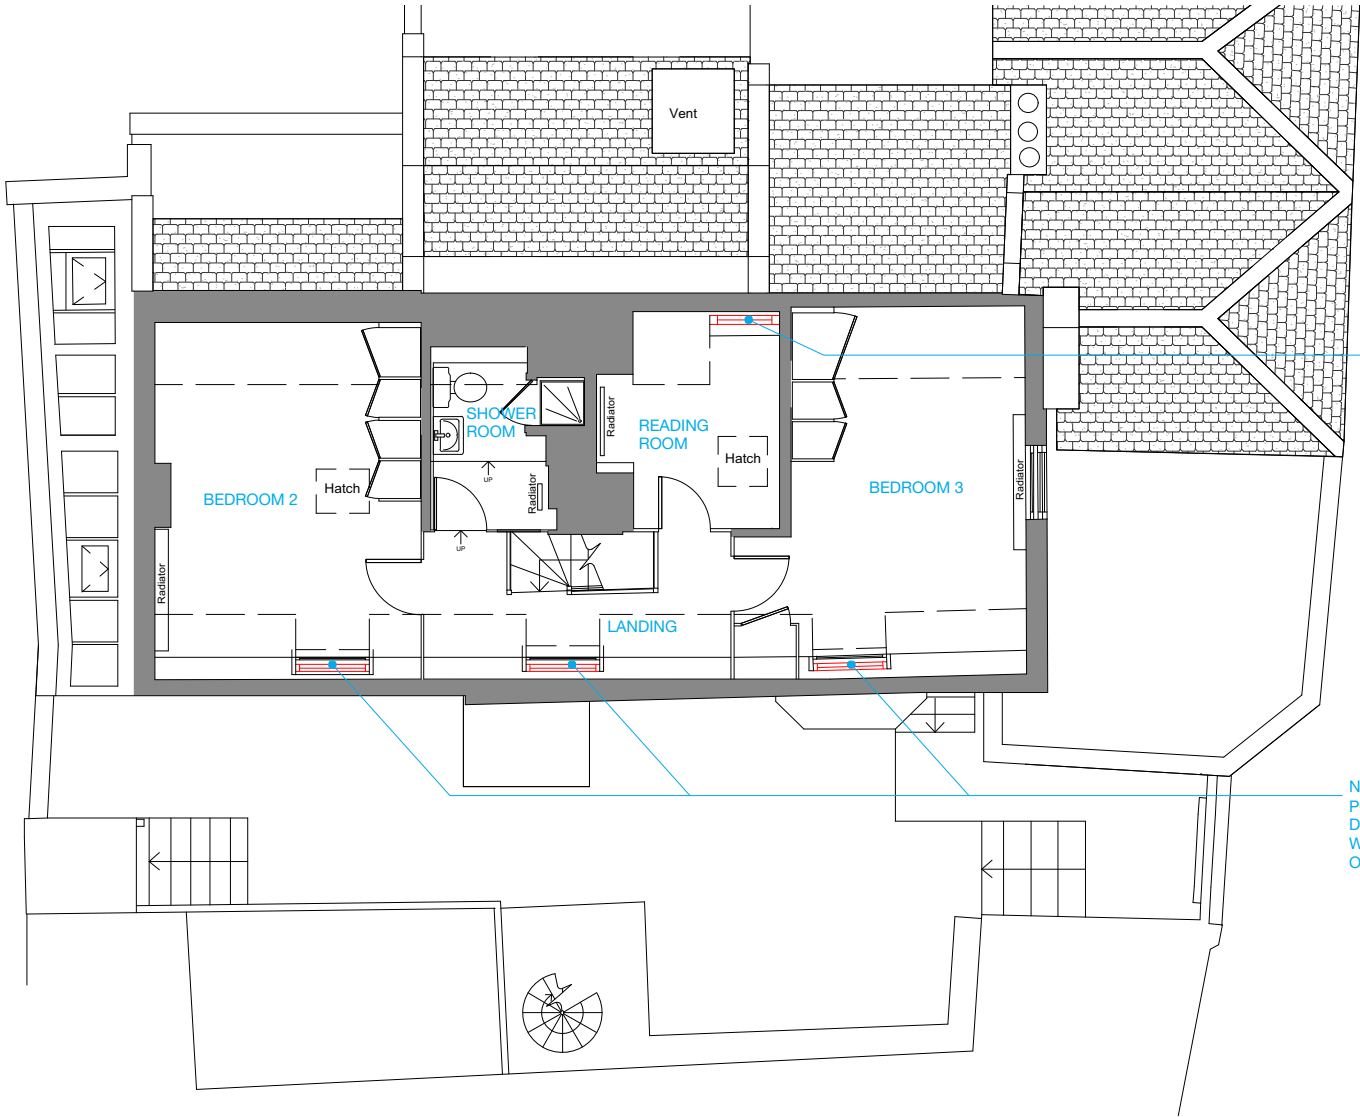 Vent
SHOWER
ROOM
Radiator
READING
ROOM
Hatch
BEDROOM 2
Hatch
UP
Radiator
BEDROOM 3
Radiator
UP
Radiator
LANDING
N
P
D
W
O